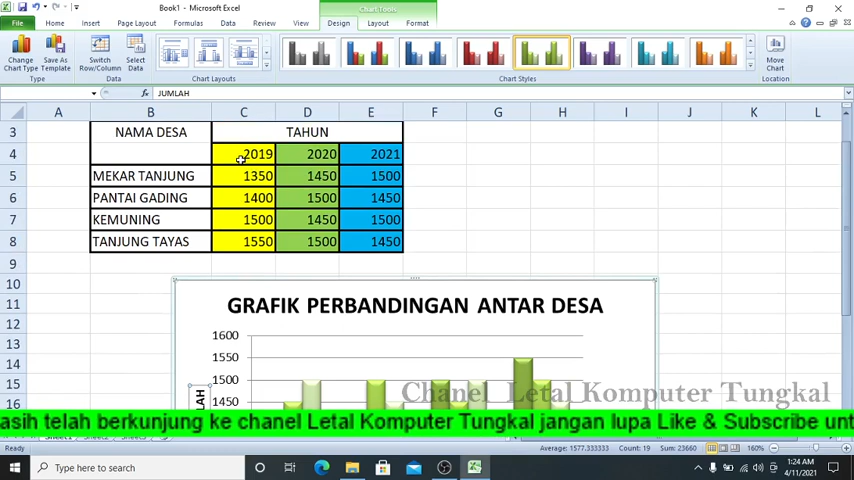 Book1 - Microsoft Excel
Chart Tools
File Home Insert Page Layout Formulas Data Review View Design Layout Format
Change Chart Type
Save As Template
Switch Row/Column
Select Data
Move Chart
Type Data Chart Layouts Chart Styles Location
fx JUMLAH
A B C D E F G H I J K L
3 NAMA DESA TAHUN
4 2019 2020 2021
5 MEKAR TANJUNG 1350 1450 1500
6 PANTAI GADING 1400 1500 1450
7 KEMUNING 1500 1450 1500
8 TANJUNG TAYAS 1550 1500 1450
9
10
11 GRAFIK PERBANDINGAN ANTAR DESA
12
13 1600
14 1550
15 1500
16 1450
LAH
Chanel Letal Komputer Tungkal
asih telah berkunjung ke chanel Letal Komputer Tungkal jangan lupa Like & Subscribe unt
Ready Average: 1577.333333 Count: 19 Sum: 23660 160%
Type here to search
1:24 AM
4/11/2021